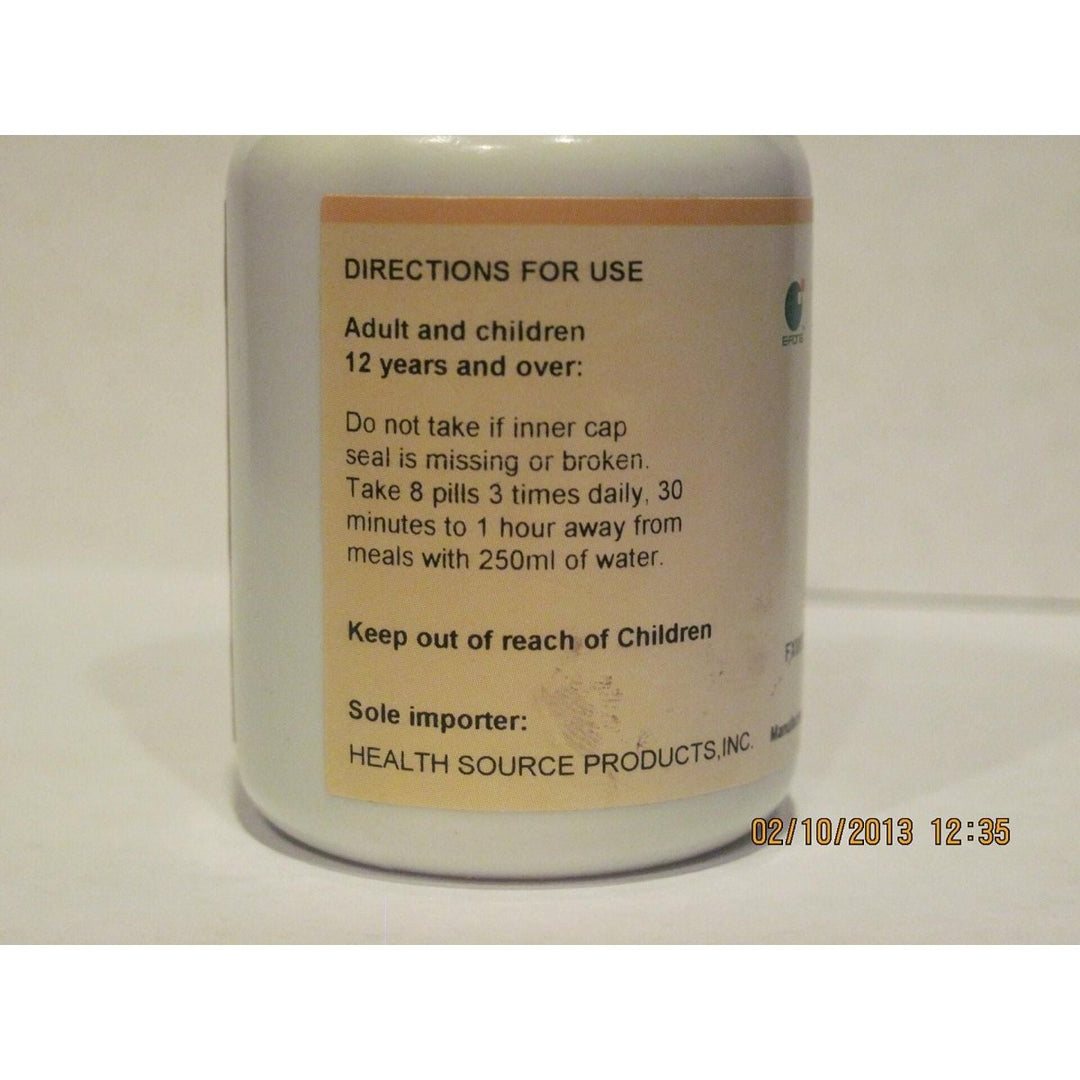 DIRECTIONS FOR USE
Adult and children
12 years and over:
Do not take if inner cap
seal is missing or broken.
Take 8 pills 3 times daily, 30
minutes to 1 hour away from
meals with 250ml of water.
Keep out of reach of Children
Sole importer:
HEALTH SOURCE PRODUCTS,INC.
02/10/2013 12:35